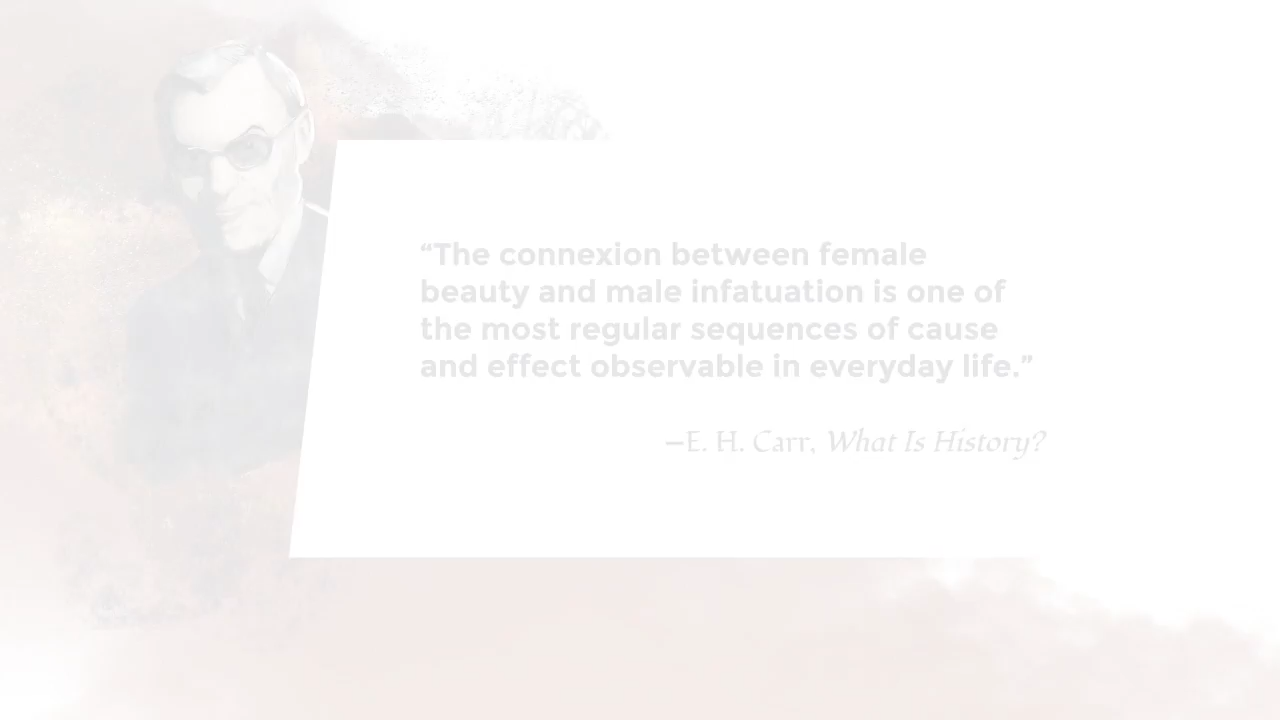 “The connexion between female
beauty and male infatuation is one of
the most regular sequences of cause
and effect observable in everyday life.”
—E. H. Carr, What Is History?